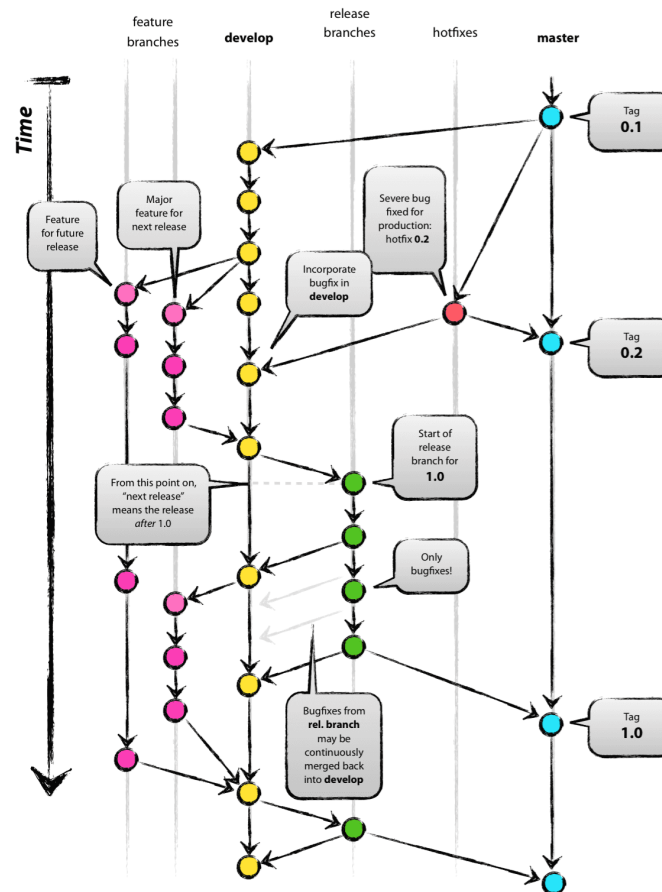 feature
branches
develop
release
branches
hotfixes
master
Time
Tag
0.1
Feature
for future
release
Major
feature for
next release
Severe bug
fixed for
production:
hotfix 0.2
Incorporate
bugfix in
develop
Tag
0.2
Start of
release
branch for
1.0
From this point on,
“next release”
means the release
after 1.0
Only
bugfixes!
Bugfixes from
rel. branch
may be
continuously
merged back
into develop
Tag
1.0